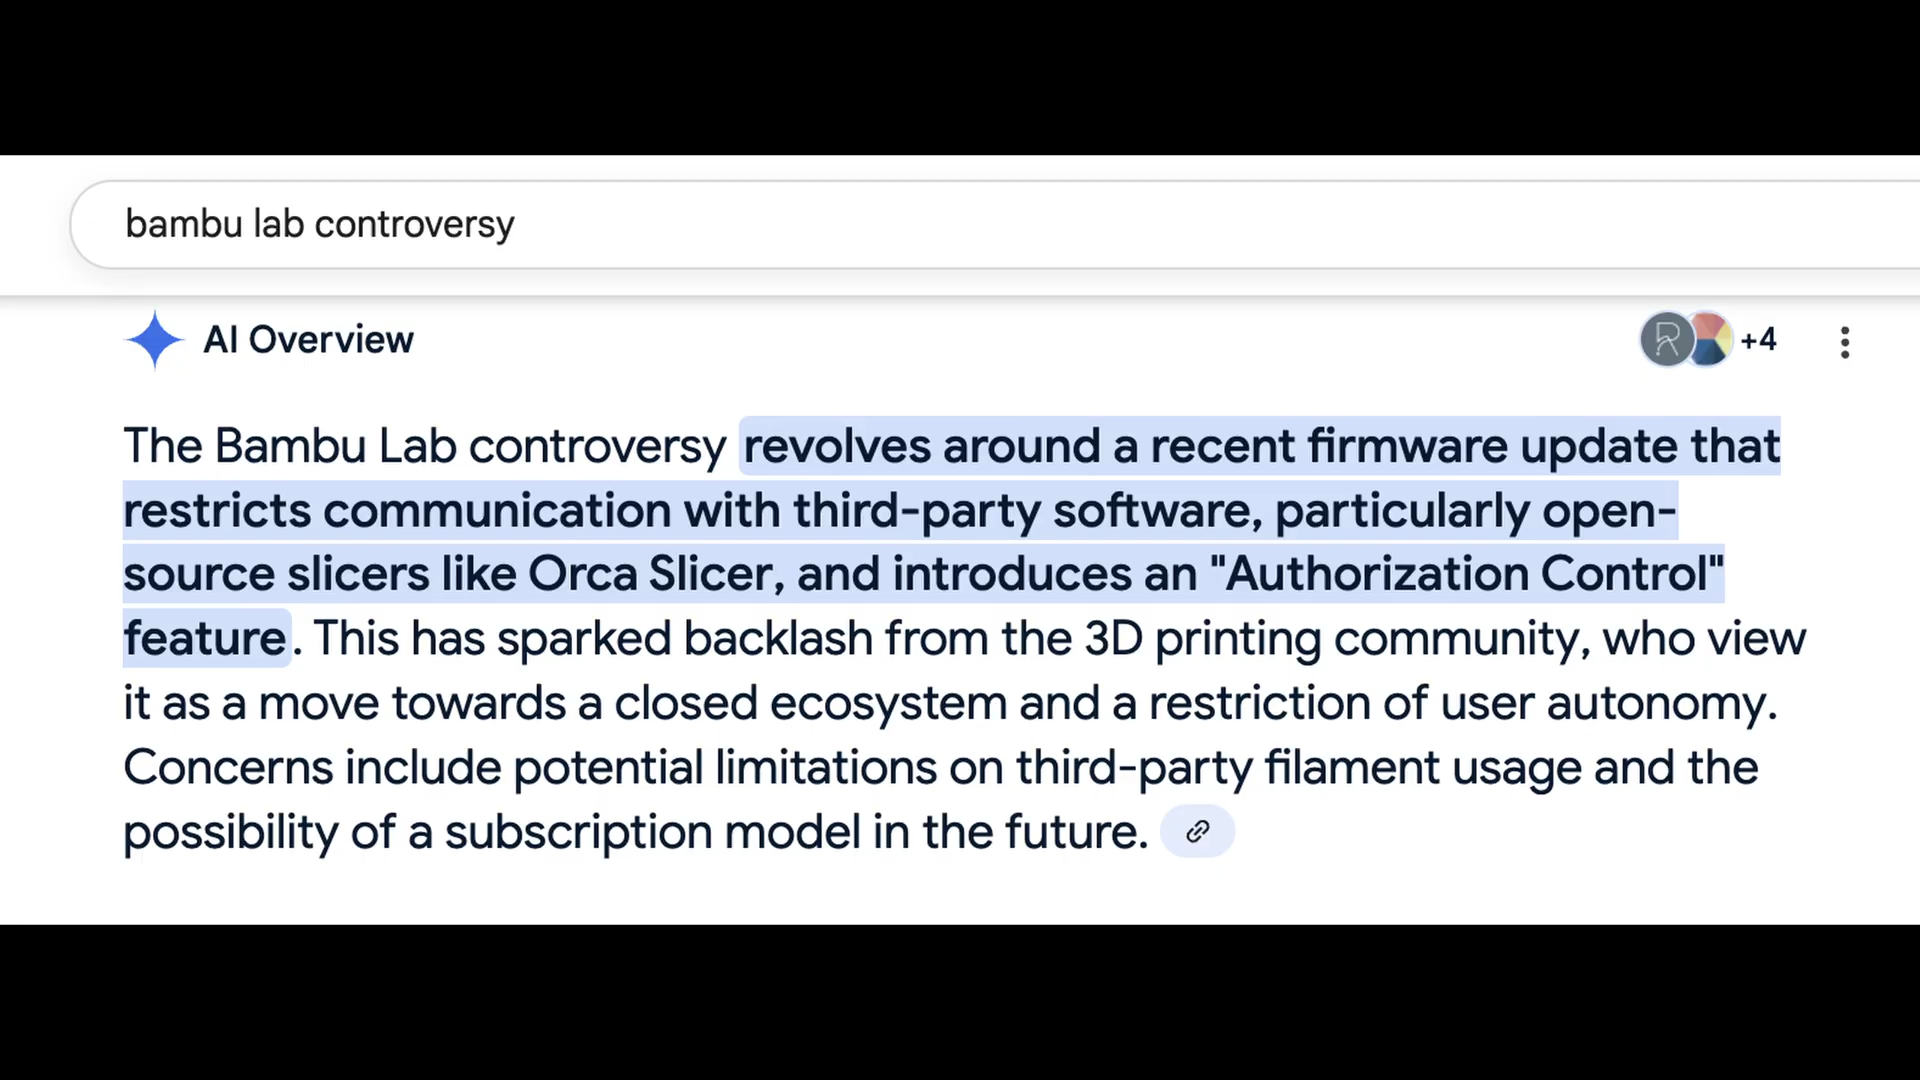 bambu lab controversy
AI Overview
+4
The Bambu Lab controversy revolves around a recent firmware update that
restricts communication with third-party software, particularly open-
source slicers like Orca Slicer, and introduces an "Authorization Control"
feature. This has sparked backlash from the 3D printing community, who view
it as a move towards a closed ecosystem and a restriction of user autonomy.
Concerns include potential limitations on third-party filament usage and the
possibility of a subscription model in the future.